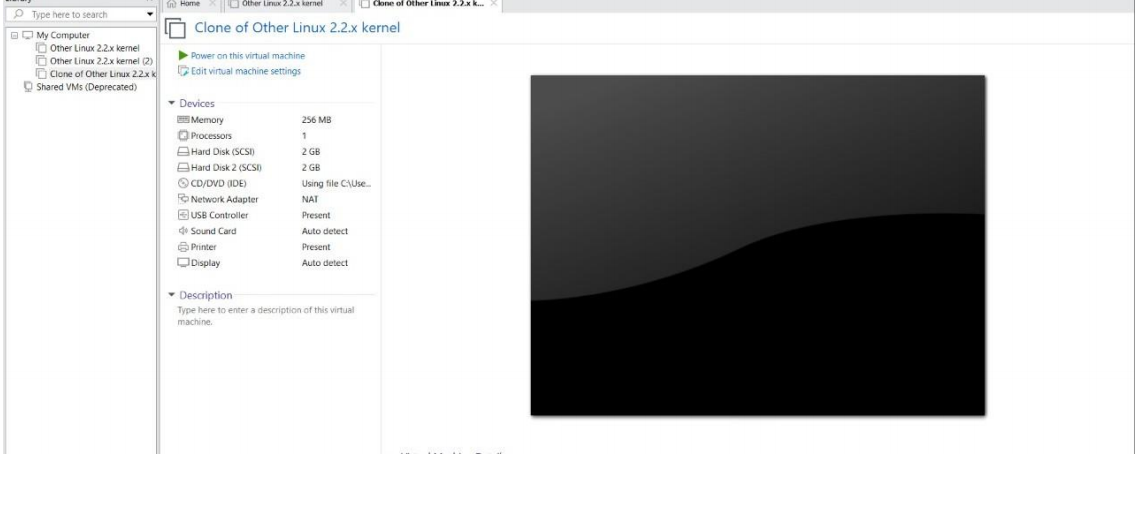 Home
Other Linux 2.2.x kernel
Clone of Other Linux 2.2.x k...
Type here to search
My Computer
Other Linux 2.2.x kernel
Other Linux 2.2.x kernel (2)
Clone of Other Linux 2.2.x k
Shared VMs (Deprecated)
Clone of Other Linux 2.2.x kernel
Power on this virtual machine
Edit virtual machine settings
Devices
Memory 256 MB
Processors 1
Hard Disk (SCSI) 2 GB
Hard Disk 2 (SCSI) 2 GB
CD/DVD (IDE) Using file C:\Use...
Network Adapter NAT
USB Controller Present
Sound Card Auto detect
Printer Present
Display Auto detect
Description
Type here to enter a description of this virtual
machine.